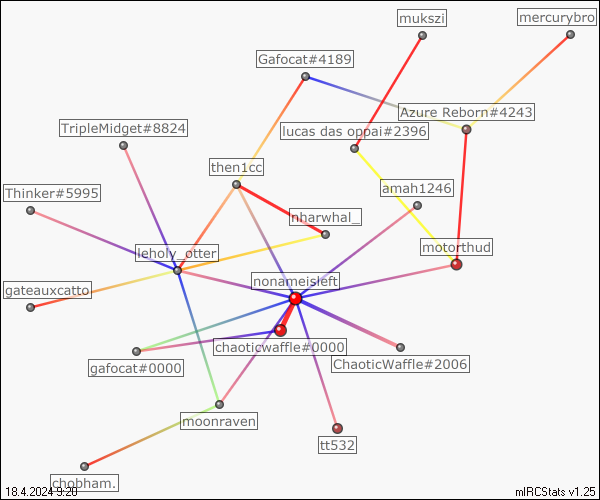 mukszi
mercurybro
Gafocat#4189
Azure Reborn#4243
TripleMidget#8824
lucas das oppai#2396
then1cc
Thinker#5995
amah1246
nharwhal_
leholy_otter
motorthud
nonameisleft
gateauxcatto
chaoticwaffle#0000
gafocat#0000
ChaoticWaffle#2006
moonraven
tt532
chobham.
18.4.2024 9:20
mIRCStats v1.25